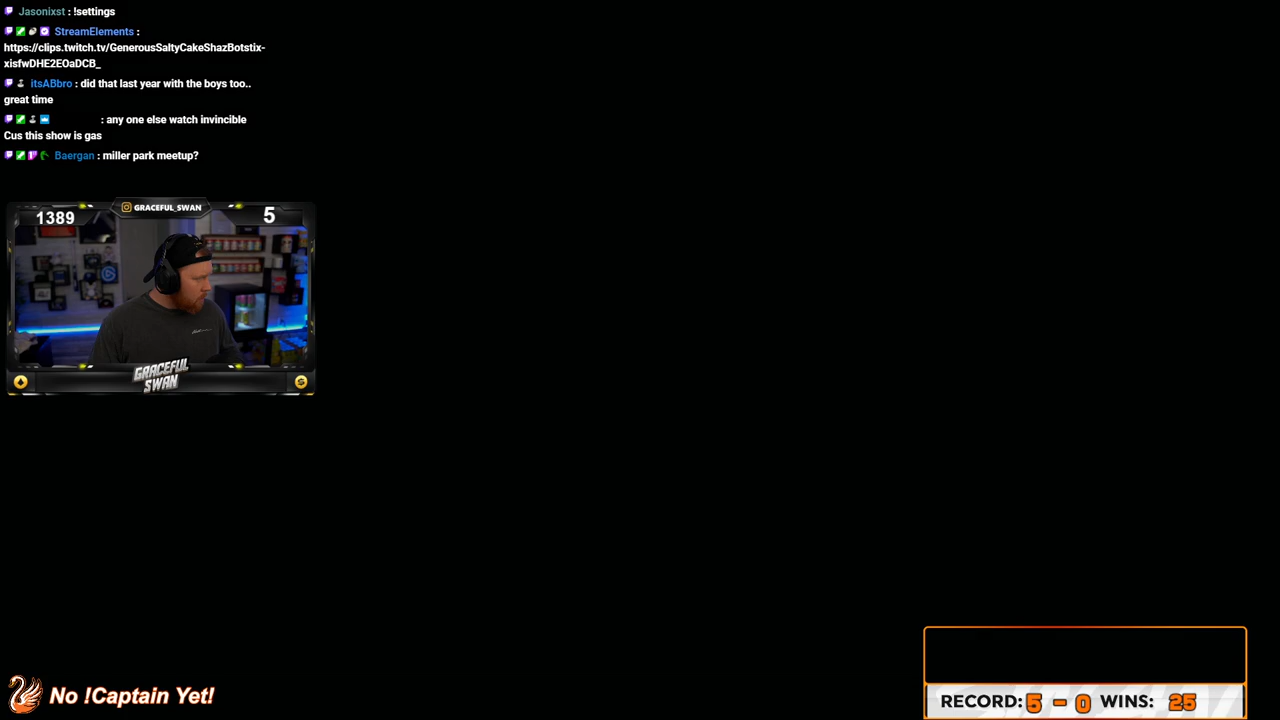 Jasonixst : !settings
StreamElements :
https://clips.twitch.tv/GenerousSaltyCakeShazBotstix-
xisfwDHE2EOaDCB_
itsABbro : did that last year with the boys too..
great time
: any one else watch invincible
Cus this show is gas
Baergan : miller park meetup?
1389
GRACEFUL_SWAN
5
GRACEFUL
SWAN
No !Captain Yet!
RECORD: 5 - 0 WINS: 25